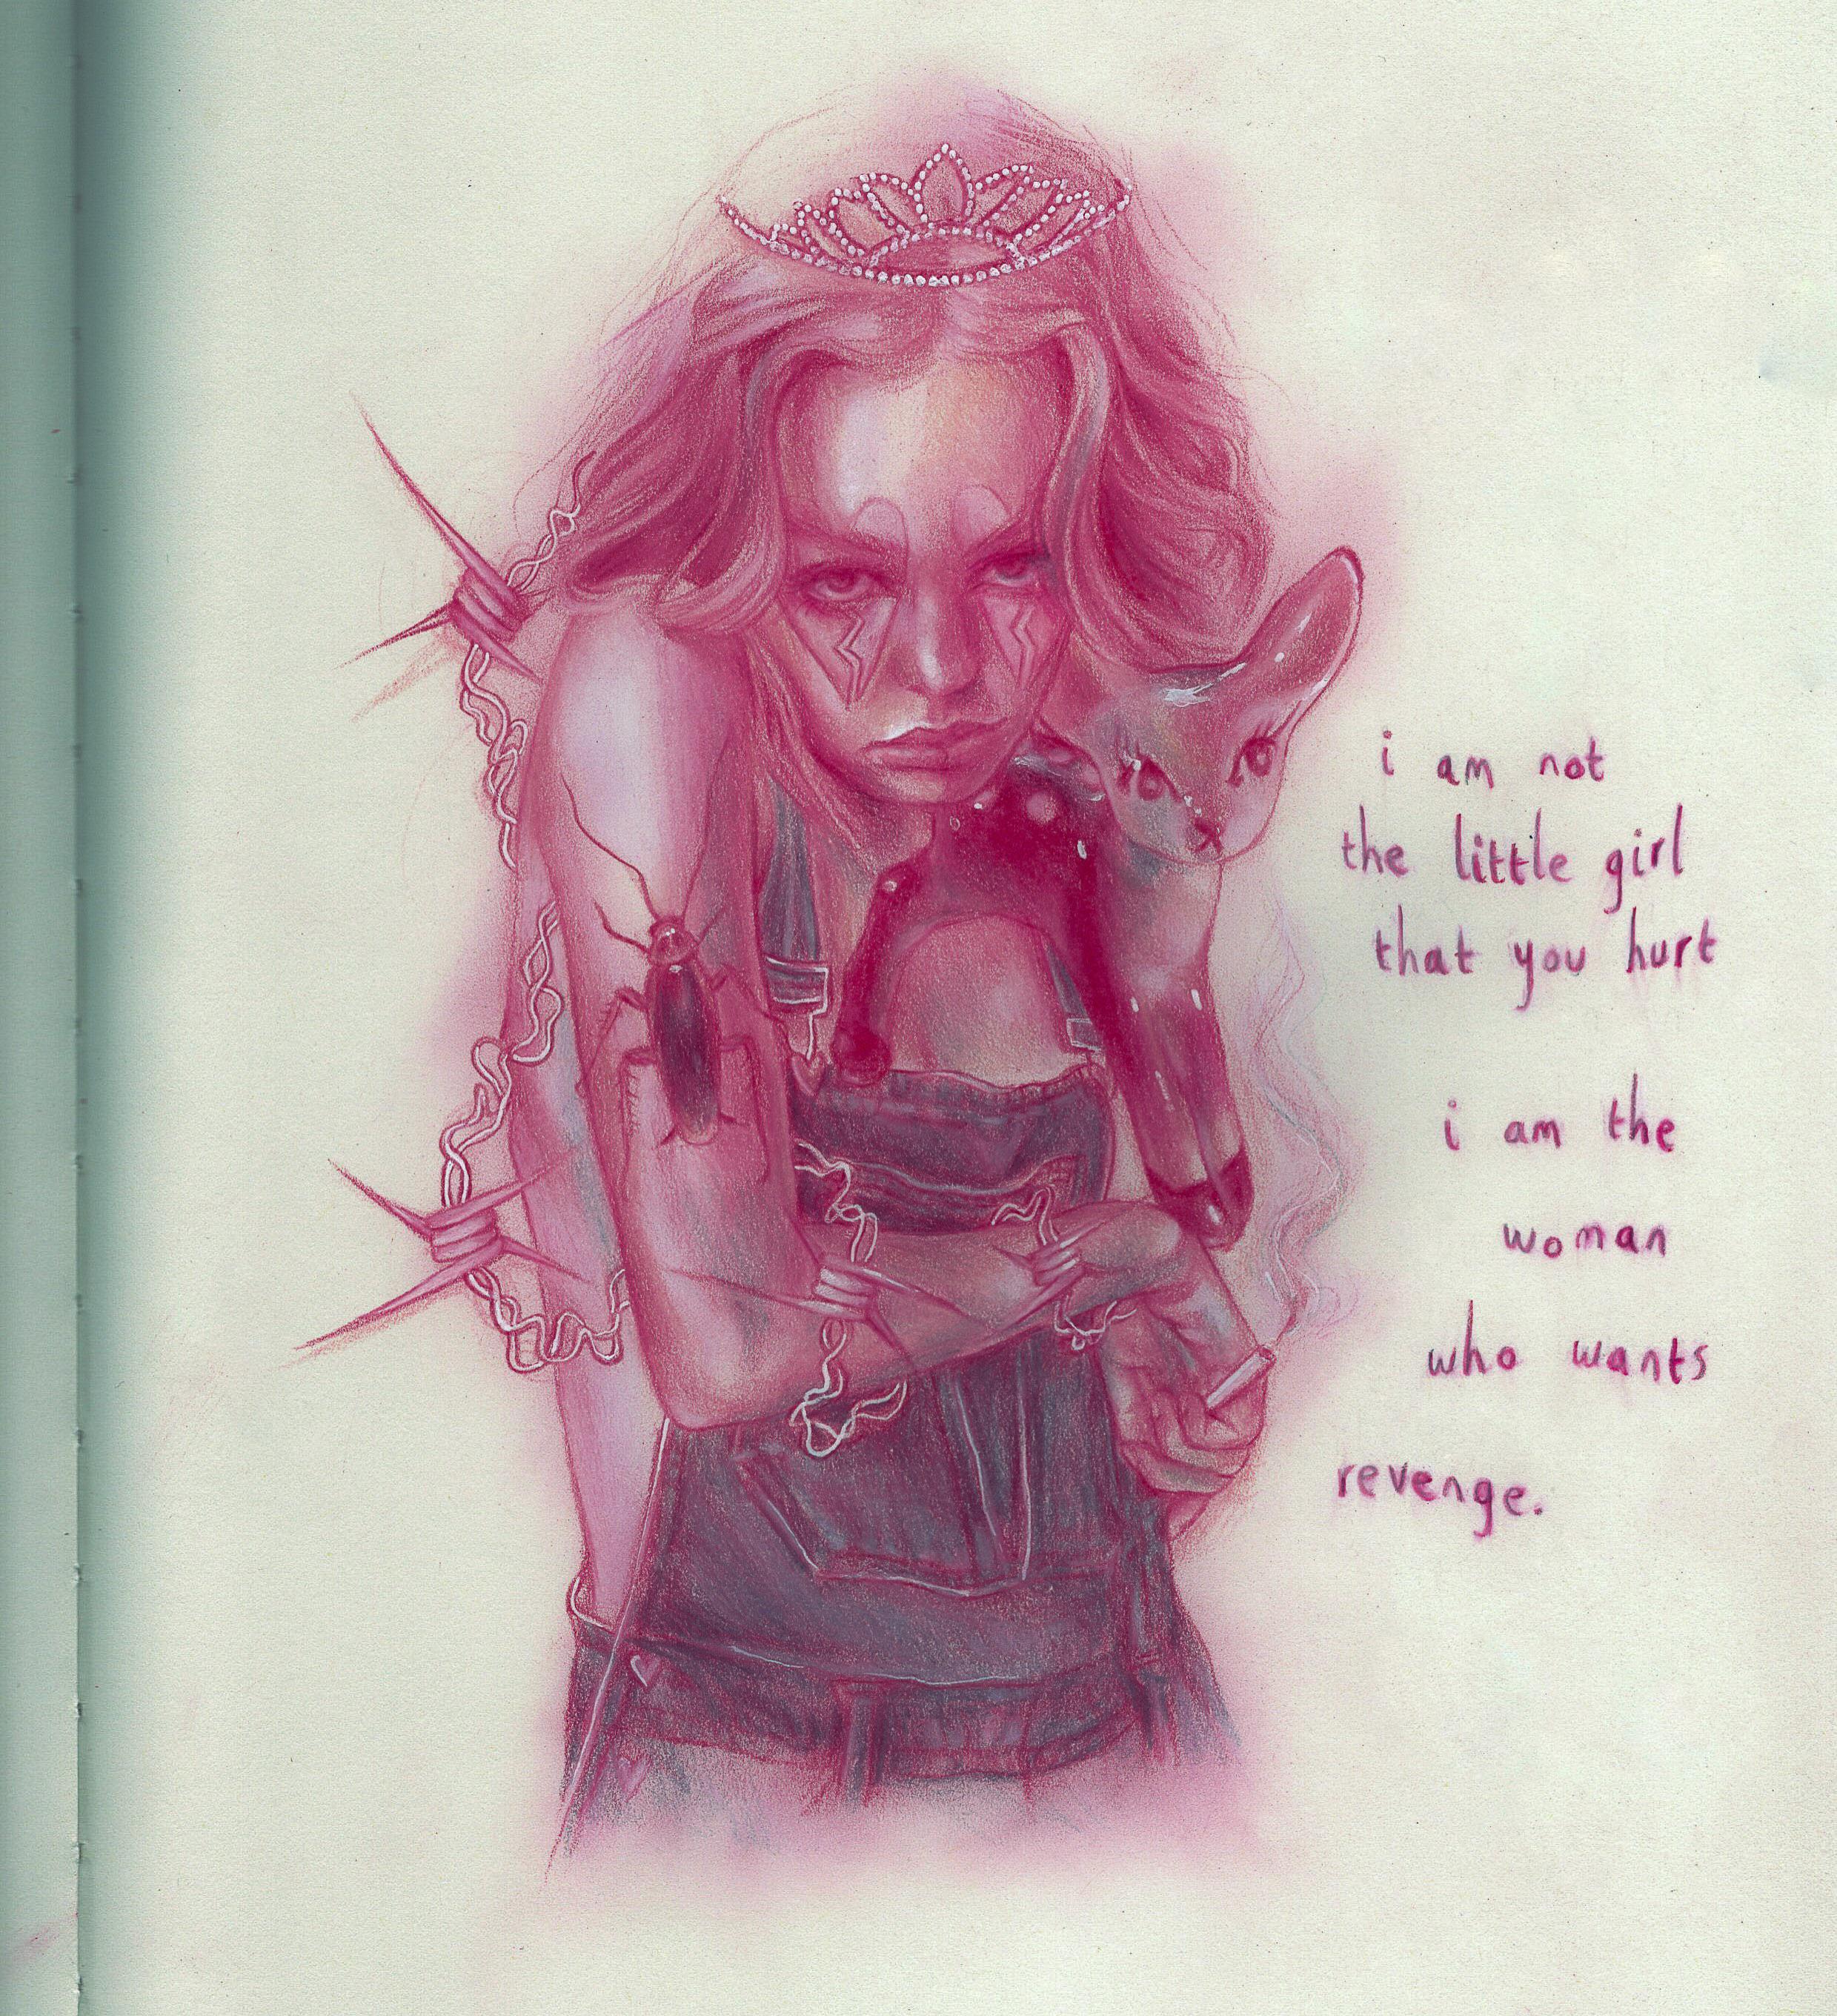 i am not
the little girl
that you hurt
i am the
woman
who wants
revenge.